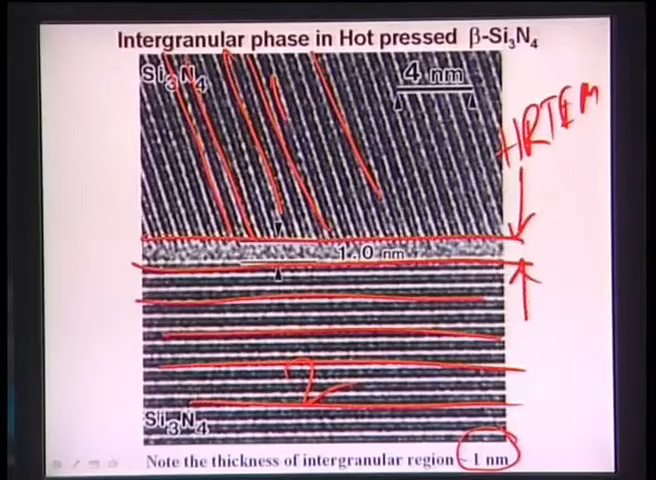 Intergranular phase in Hot pressed β-Si₃N₄
Si₃N₄
4 nm
HRTEM
1.0 nm
Si₃N₄
Note the thickness of intergranular region ~ 1 nm